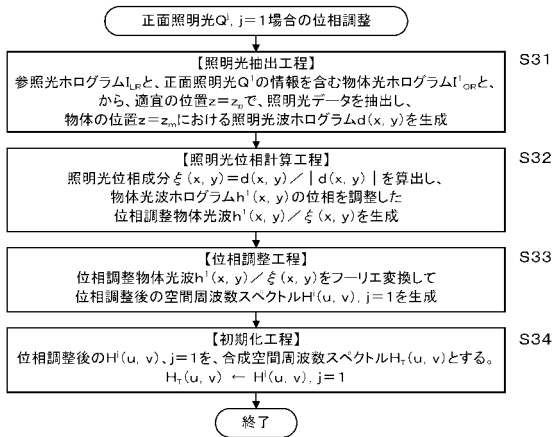 正面照明光Qʲ, j=1場合の位相調整
S31
【照明光抽出工程】
参照光ホログラムI_LRと、正面照明光Q¹の情報を含む物体光ホログラムI¹_ORと、
から、適宜の位置z=z_pで、照明光データを抽出し、
物体の位置z=z_mにおける照明光波ホログラムd(x, y)を生成
S32
【照明光位相計算工程】
照明光位相成分ξ(x, y)=d(x, y)/|d(x, y)|を算出し、
物体光波ホログラムh¹(x, y)の位相を調整した
位相調整物体光波h¹(x, y)/ξ(x, y)を生成
S33
【位相調整工程】
位相調整物体光波h¹(x, y)/ξ(x, y)をフーリエ変換して
位相調整後の空間周波数スペクトルHʲ(u, v), j=1を生成
S34
【初期化工程】
位相調整後のHʲ(u, v)、j=1を、合成空間周波数スペクトルH_T(u, v)とする。
H_T(u, v) ← Hʲ(u, v), j=1
終了